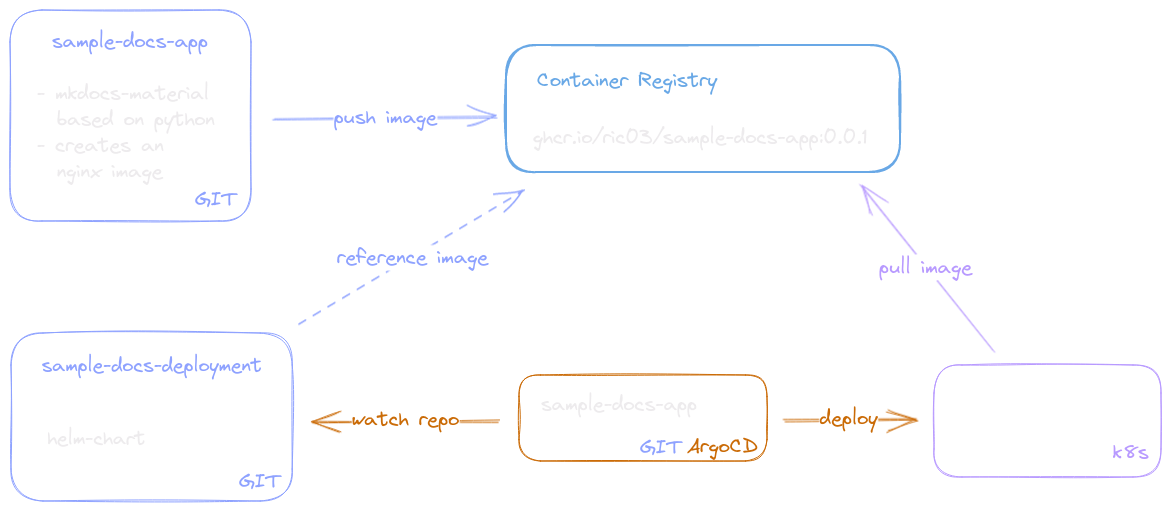 sample-docs-app
- mkdocs-material
based on python
- creates an
nginx image
GIT
push image
Container Registry
ghcr.io/ric03/sample-docs-app:0.0.1
reference image
pull image
sample-docs-deployment
helm-chart
GIT
watch repo
sample-docs-app
GIT ArgoCD
deploy
k8s